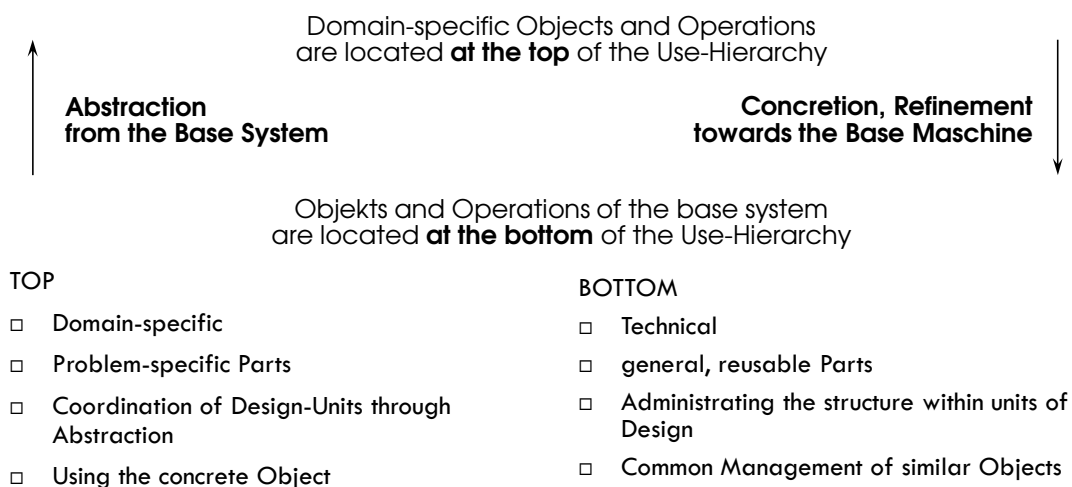 Domain-specific Objects and Operations
are located at the top of the Use-Hierarchy
Abstraction
from the Base System
Concretion, Refinement
towards the Base Maschine
Objekts and Operations of the base system
are located at the bottom of the Use-Hierarchy
TOP
□ Domain-specific
□ Problem-specific Parts
□ Coordination of Design-Units through
Abstraction
□ Using the concrete Object
BOTTOM
□ Technical
□ general, reusable Parts
□ Administrating the structure within units of
Design
□ Common Management of similar Objects